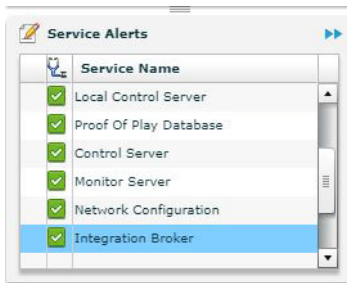 Service Alerts
Service Name
Local Control Server
Proof Of Play Database
Control Server
Monitor Server
Network Configuration
Integration Broker